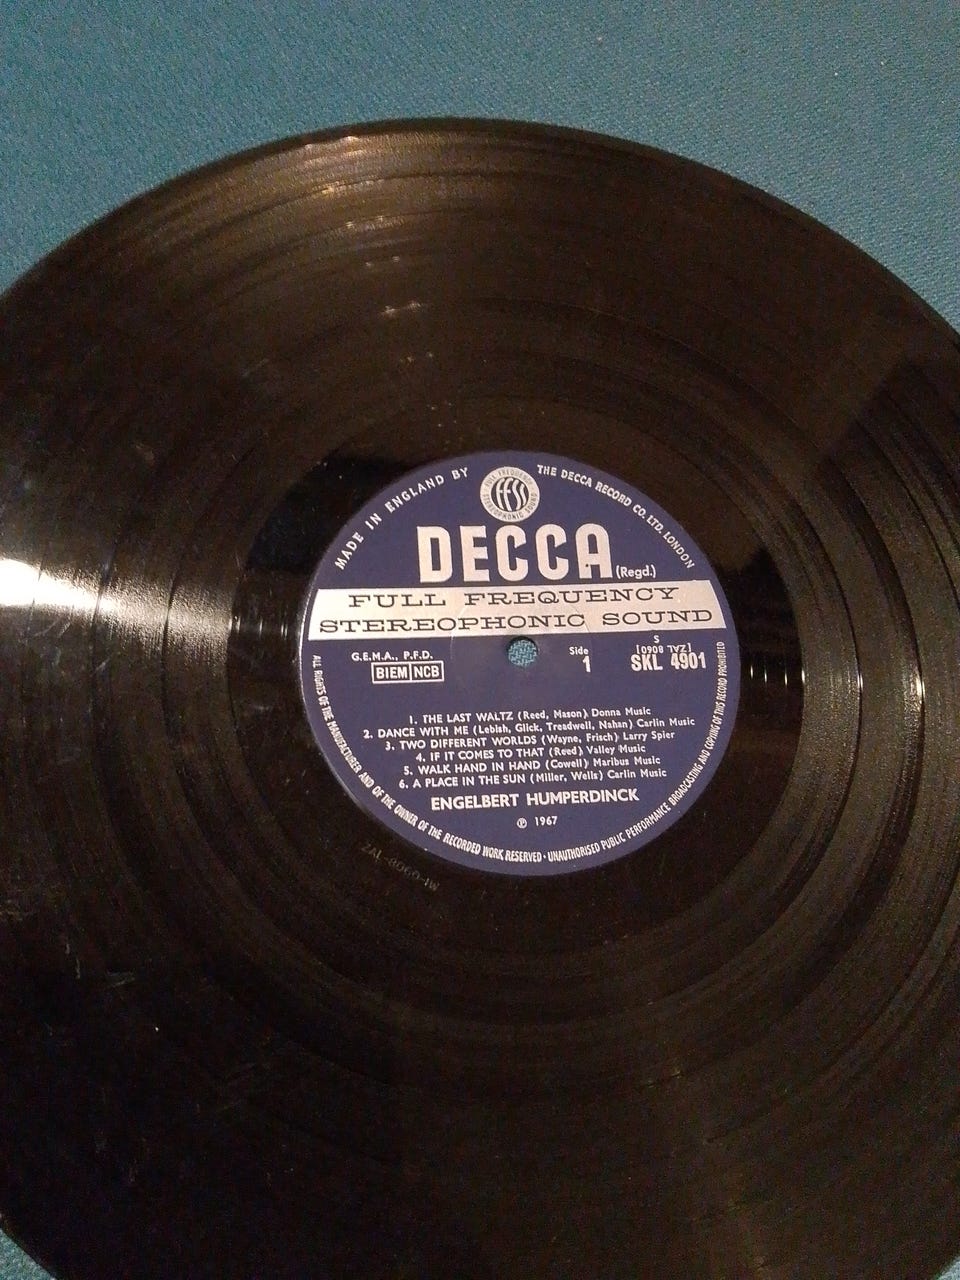 MADE IN ENGLAND BY
THE DECCA RECORD CO. LTD. LONDON
FULL FREQUENCY
FFSS
STEREOPHONIC SOUND
DECCA (Regd.)
FULL FREQUENCY
STEREOPHONIC SOUND
G.E.M.A., P.F.D.
BIEM NCB
Side
1
S
[ZAL 8060]
SKL 4901
1. THE LAST WALTZ (Reed, Mason) Donna Music
2. DANCE WITH ME (Lebish, Glick, Treadwell, Nahan) Carlin Music
3. TWO DIFFERENT WORLDS (Wayne, Frisch) Larry Spier
4. IF IT COMES TO THAT (Reed) Valley Music
5. WALK HAND IN HAND (Cowell) Maribus Music
6. A PLACE IN THE SUN (Miller, Wells) Carlin Music
ENGELBERT HUMPERDINCK
℗ 1967
ALL RIGHTS OF THE MANUFACTURER AND OF THE OWNER OF THE RECORDED WORK RESERVED · UNAUTHORISED PUBLIC PERFORMANCE BROADCASTING AND COPYING OF THIS RECORD PROHIBITED